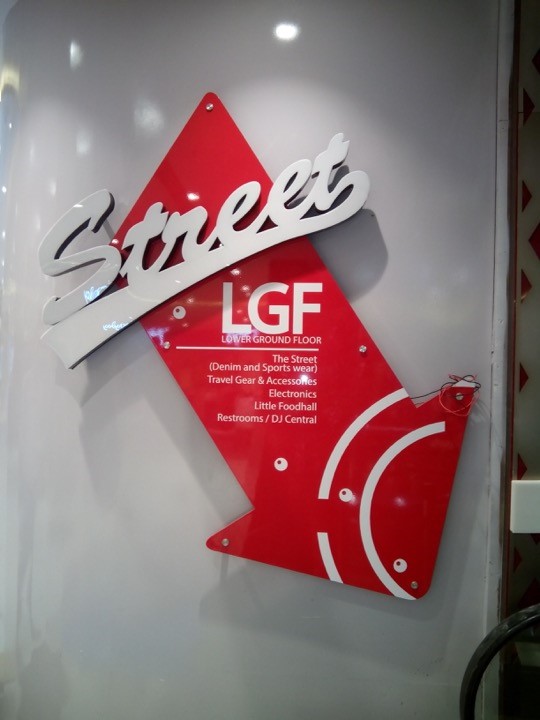 Street
LGF
LOWER GROUND FLOOR
The Street
(Denim and Sports wear)
Travel Gear & Accessories
Electronics
Little Foodhall
Restrooms / DJ Central